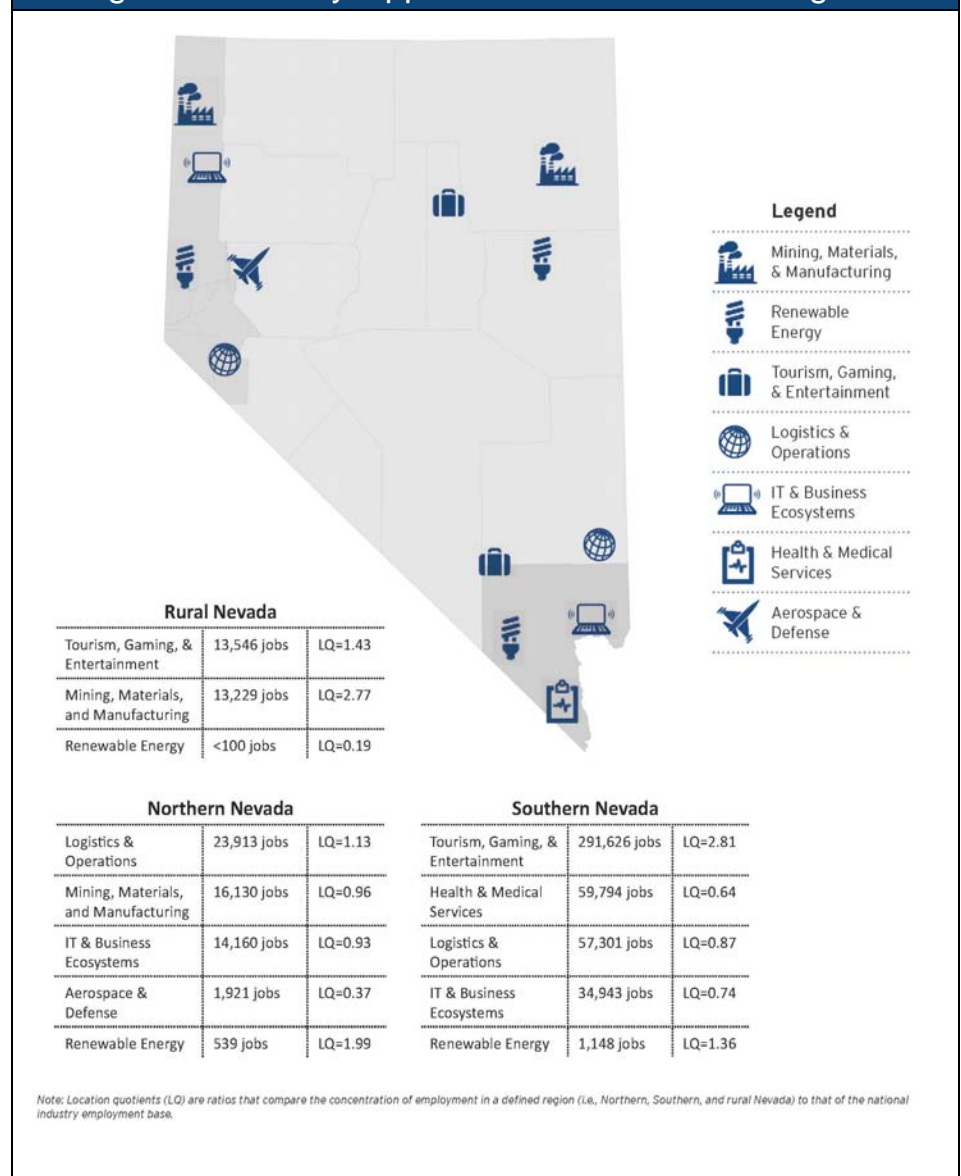 Legend
Mining, Materials,
& Manufacturing
Renewable
Energy
Tourism, Gaming,
& Entertainment
Logistics &
Operations
IT & Business
Ecosystems
Health & Medical
Services
Aerospace &
Defense
Rural Nevada
Tourism, Gaming, & Entertainment 13,546 jobs LQ=1.43
Mining, Materials, and Manufacturing 13,229 jobs LQ=2.77
Renewable Energy <100 jobs LQ=0.19
Northern Nevada
Logistics & Operations 23,913 jobs LQ=1.13
Mining, Materials, and Manufacturing 16,130 jobs LQ=0.96
IT & Business Ecosystems 14,160 jobs LQ=0.93
Aerospace & Defense 1,921 jobs LQ=0.37
Renewable Energy 539 jobs LQ=1.99
Southern Nevada
Tourism, Gaming, & Entertainment 291,626 jobs LQ=2.81
Health & Medical Services 59,794 jobs LQ=0.64
Logistics & Operations 57,301 jobs LQ=0.87
IT & Business Ecosystems 34,943 jobs LQ=0.74
Renewable Energy 1,148 jobs LQ=1.36
Note: Location quotients (LQ) are ratios that compare the concentration of employment in a defined region (i.e., Northern, Southern, and rural Nevada) to that of the national
industry employment base.